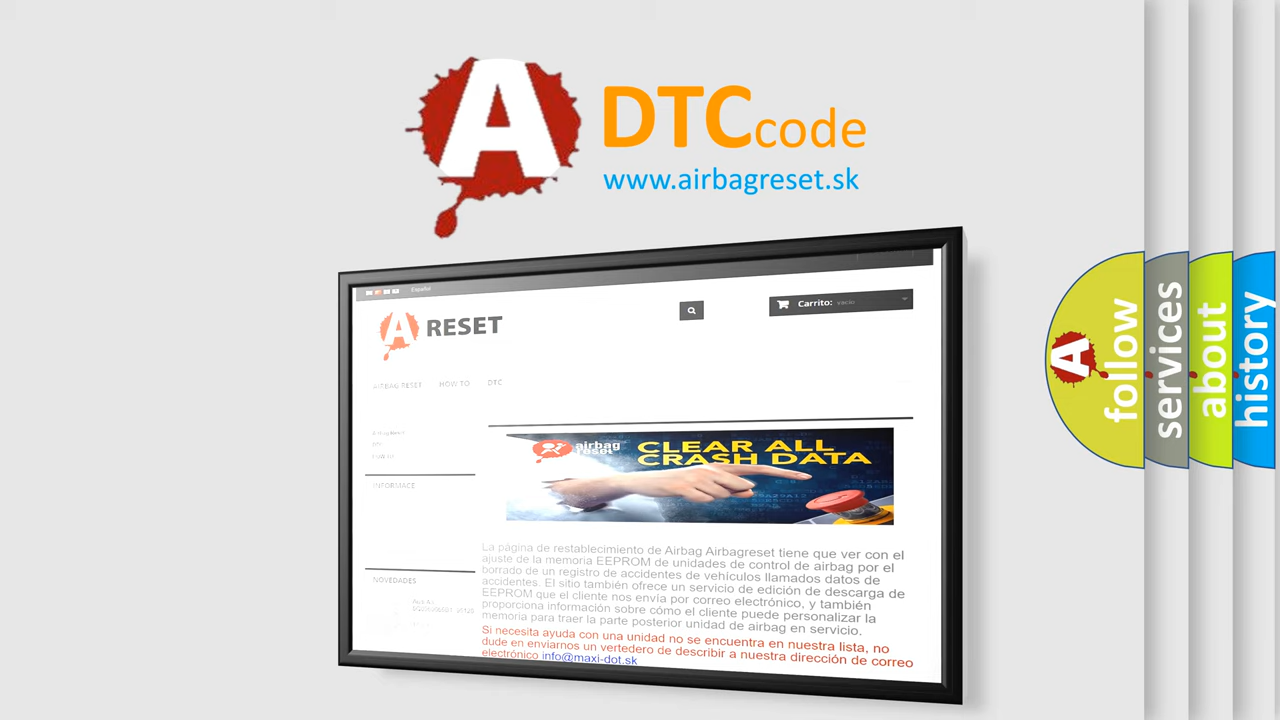 A
DTCcode
www.airbagreset.sk
Español
A RESET
Carrito: vacío
AIRBAG RESET HOW TO DTC
INFORMACE
NOVEDADES
airbag
reset
CLEAR ALL
CRASH DATA
La página de restablecimiento de Airbag Airbagreset tiene que ver con el
ajuste de la memoria EEPROM de unidades de control de airbag por el
borrado de un registro de accidentes de vehículos llamados datos de
accidentes. El sitio también ofrece un servicio de edición de descarga de
EEPROM que el cliente nos envía por correo electrónico, y también
proporciona información sobre cómo el cliente puede personalizar la
memoria para traer la parte posterior unidad de airbag en servicio.
Si necesita ayuda con una unidad no se encuentra en nuestra lista, no
dude en enviarnos un vertedero de describir a nuestra dirección de correo
electrónico info@maxi-dot.sk
A
follow
services
about
history